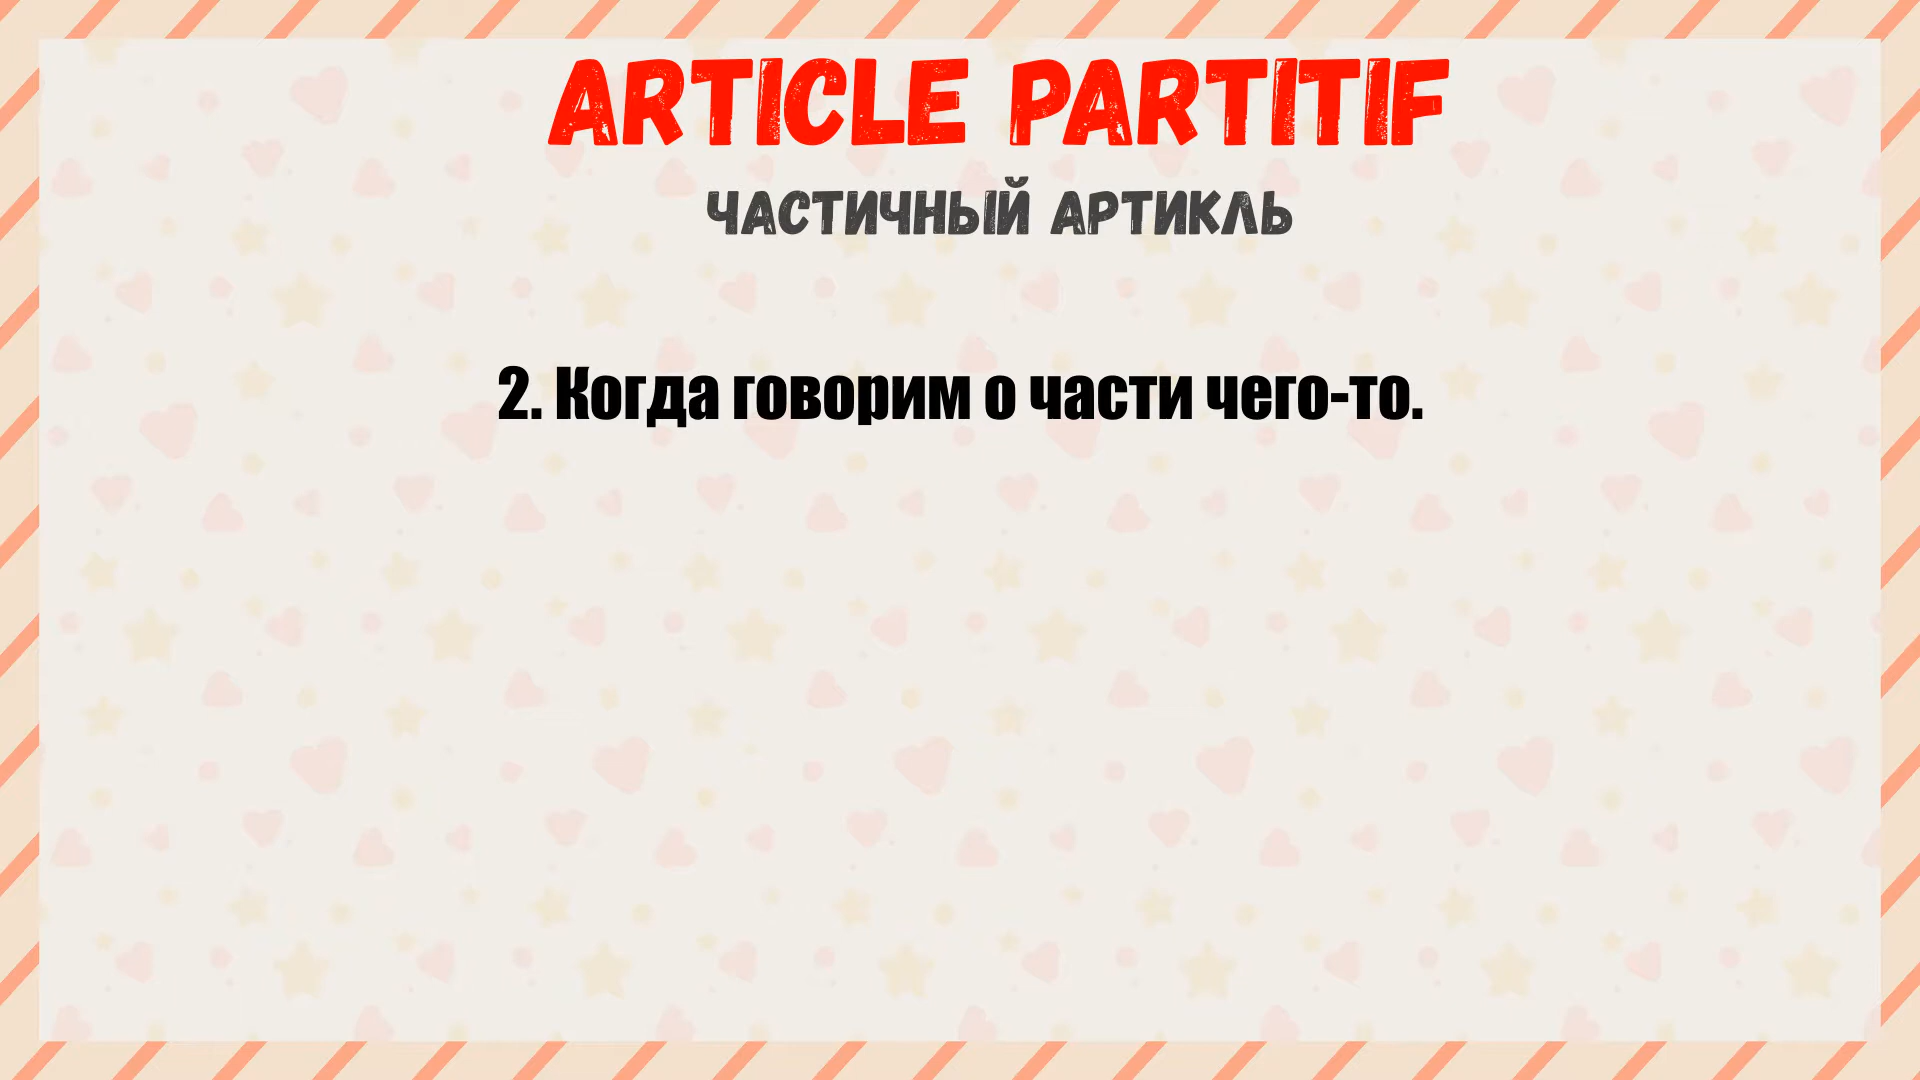 ARTICLE PARTITIF
ЧАСТИЧНЫЙ АРТИКЛЬ
2. Когда говорим о части чего-то.